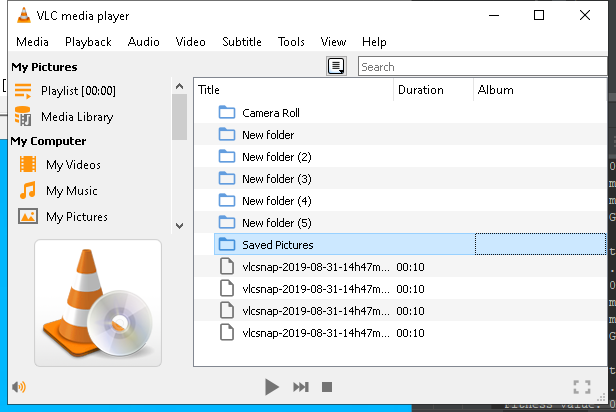 VLC media player
Media Playback Audio Video Subtitle Tools View Help
My Pictures
Search
Playlist [00:00]
Media Library
My Computer
My Videos
My Music
My Pictures
Title Duration Album
Camera Roll
New folder
New folder (2)
New folder (3)
New folder (4)
New folder (5)
Saved Pictures
vlcsnap-2019-08-31-14h47m... 00:10
vlcsnap-2019-08-31-14h47m... 00:10
vlcsnap-2019-08-31-14h47m... 00:10
vlcsnap-2019-08-31-14h47m... 00:10